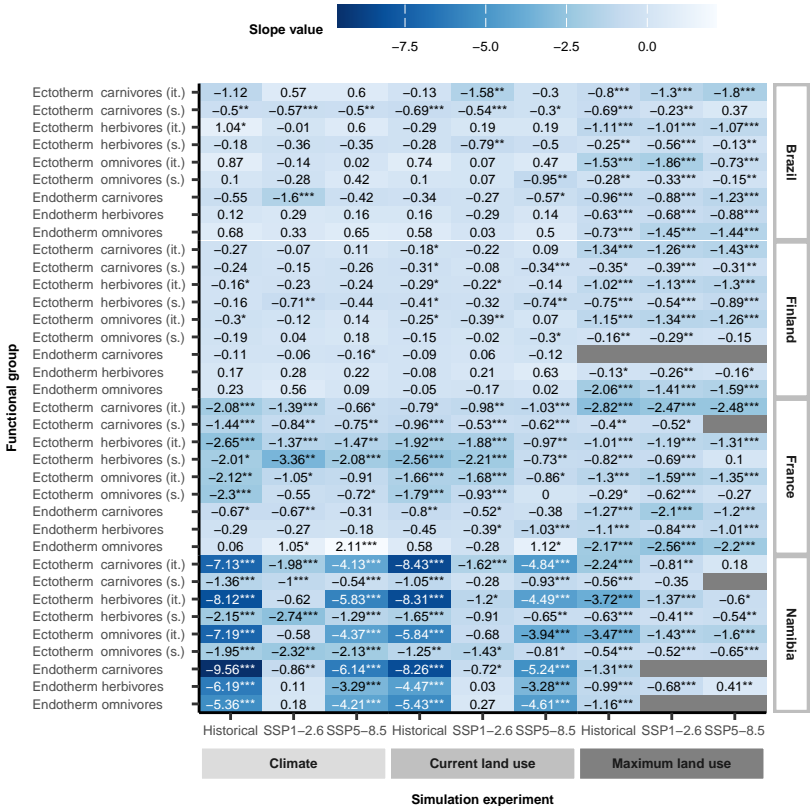 Slope value
−7.5 −5.0 −2.5 0.0
Ectotherm carnivores (it.) −1.12 0.57 0.6 −0.13 −1.58** −0.3 −0.8*** −1.3*** −1.8***
Ectotherm carnivores (s.) −0.5** −0.57*** −0.5** −0.69*** −0.54*** −0.3* −0.69*** −0.23** 0.37
Ectotherm herbivores (it.) 1.04* −0.01 0.6 −0.29 0.19 0.19 −1.11*** −1.01*** −1.07***
Ectotherm herbivores (s.) −0.18 −0.36 −0.35 −0.28 −0.79** −0.5 −0.25** −0.56*** −0.13**
Ectotherm omnivores (it.) 0.87 −0.14 0.02 0.74 0.07 0.47 −1.53*** −1.86*** −0.73***
Ectotherm omnivores (s.) 0.1 −0.28 0.42 0.1 0.07 −0.95** −0.28** −0.33*** −0.15**
Endotherm carnivores −0.55 −1.6*** −0.42 −0.34 −0.27 −0.57* −0.96*** −0.88*** −1.23***
Endotherm herbivores 0.12 0.29 0.16 0.16 −0.29 0.14 −0.63*** −0.68*** −0.88***
Endotherm omnivores 0.68 0.33 0.65 0.58 0.03 0.5 −0.73*** −1.45*** −1.44***
Brazil
Ectotherm carnivores (it.) −0.27 −0.07 0.11 −0.18* −0.22 0.09 −1.34*** −1.26*** −1.43***
Ectotherm carnivores (s.) −0.24 −0.15 −0.26 −0.31* −0.08 −0.34*** −0.35* −0.39*** −0.31**
Ectotherm herbivores (it.) −0.16* −0.23 −0.24 −0.29* −0.22* −0.14 −1.02*** −1.13*** −1.3***
Ectotherm herbivores (s.) −0.16 −0.71** −0.44 −0.41* −0.32 −0.74** −0.75*** −0.54*** −0.89***
Ectotherm omnivores (it.) −0.3* −0.12 0.14 −0.25* −0.39** 0.07 −1.15*** −1.34*** −1.26***
Ectotherm omnivores (s.) −0.19 0.04 0.18 −0.15 −0.02 −0.3* −0.16** −0.29** −0.15
Endotherm carnivores −0.11 −0.06 −0.16* −0.09 0.06 −0.12
Endotherm herbivores 0.17 0.28 0.22 −0.08 0.21 0.63 −0.13* −0.26** −0.16*
Endotherm omnivores 0.23 0.56 0.09 −0.05 −0.17 0.02 −2.06*** −1.41*** −1.59***
Finland
Ectotherm carnivores (it.) −2.08*** −1.39*** −0.66* −0.79* −0.98** −1.03*** −2.82*** −2.47*** −2.48***
Ectotherm carnivores (s.) −1.44*** −0.84** −0.75** −0.96*** −0.53*** −0.62*** −0.4** −0.52*
Ectotherm herbivores (it.) −2.65*** −1.37*** −1.47** −1.92*** −1.88*** −0.97** −1.01*** −1.19*** −1.31***
Ectotherm herbivores (s.) −2.01* −3.36** −2.08*** −2.56*** −2.21*** −0.73** −0.82*** −0.69*** 0.1
Ectotherm omnivores (it.) −2.12** −1.05* −0.91 −1.66*** −1.68*** −0.86* −1.3*** −1.59*** −1.35***
Ectotherm omnivores (s.) −2.3*** −0.55 −0.72* −1.79*** −0.93*** 0 −0.29* −0.62*** −0.27
Endotherm carnivores −0.67* −0.67** −0.31 −0.8** −0.52* −0.38 −1.27*** −2.1*** −1.2***
Endotherm herbivores −0.29 −0.27 −0.18 −0.45 −0.39* −1.03*** −1.1*** −0.84*** −1.01***
Endotherm omnivores 0.06 1.05* 2.11*** 0.58 −0.28 1.12* −2.17*** −2.56*** −2.2***
France
Ectotherm carnivores (it.) −7.13*** −1.98*** −4.13*** −8.43*** −1.62*** −4.84*** −2.24*** −0.81** 0.18
Ectotherm carnivores (s.) −1.36*** −1*** −0.54*** −1.05*** −0.28 −0.93*** −0.56*** −0.35
Ectotherm herbivores (it.) −8.12*** −0.62 −5.83*** −8.31*** −1.2* −4.49*** −3.72*** −1.37*** −0.6*
Ectotherm herbivores (s.) −2.15*** −2.74*** −1.29*** −1.65*** −0.91 −0.65** −0.63*** −0.41** −0.54**
Ectotherm omnivores (it.) −7.19*** −0.58 −4.37*** −5.84*** −0.68 −3.94*** −3.47*** −1.43*** −1.6***
Ectotherm omnivores (s.) −1.95*** −2.32** −2.13*** −1.25** −1.43* −0.81* −0.54*** −0.52*** −0.65***
Endotherm carnivores −9.56*** −0.86** −6.14*** −8.26*** −0.72* −5.24*** −1.31***
Endotherm herbivores −6.19*** 0.11 −3.29*** −4.47*** 0.03 −3.28*** −0.99*** −0.68*** 0.41**
Endotherm omnivores −5.36*** 0.18 −4.21*** −5.43*** 0.27 −4.61*** −1.16***
Namibia
Functional group
Historical SSP1−2.6 SSP5−8.5 Historical SSP1−2.6 SSP5−8.5 Historical SSP1−2.6 SSP5−8.5
Climate Current land use Maximum land use
Simulation experiment